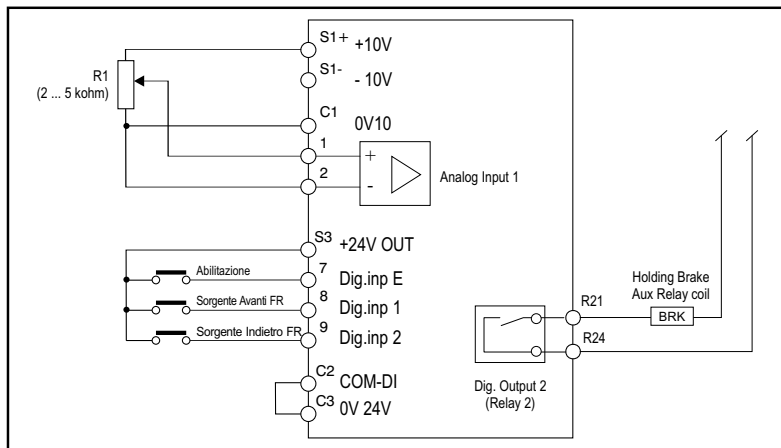 S1+ +10V
S1- - 10V
R1
(2 ... 5 kohm)
C1 0V10
1 +
2 -
Analog Input 1
S3 +24V OUT
Abilitazione 7 Dig.inp E
Sorgente Avanti FR 8 Dig.inp 1
Sorgente Indietro FR 9 Dig.inp 2
C2 COM-DI
C3 0V 24V
Dig. Output 2
(Relay 2)
R21
R24
Holding Brake
Aux Relay coil
BRK